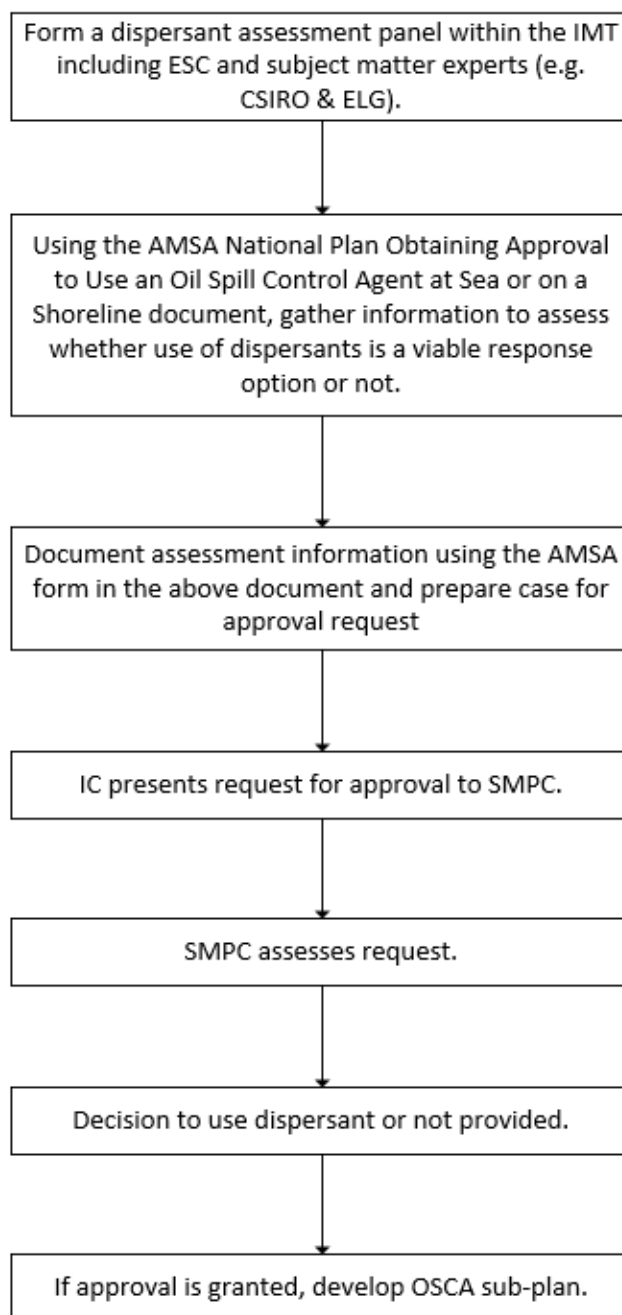 Form a dispersant assessment panel within the IMT
including ESC and subject matter experts (e.g.
CSIRO & ELG).
Using the AMSA National Plan Obtaining Approval
to Use an Oil Spill Control Agent at Sea or on a
Shoreline document, gather information to assess
whether use of dispersants is a viable response
option or not.
Document assessment information using the AMSA
form in the above document and prepare case for
approval request
IC presents request for approval to SMPC.
SMPC assesses request.
Decision to use dispersant or not provided.
If approval is granted, develop OSCA sub-plan.